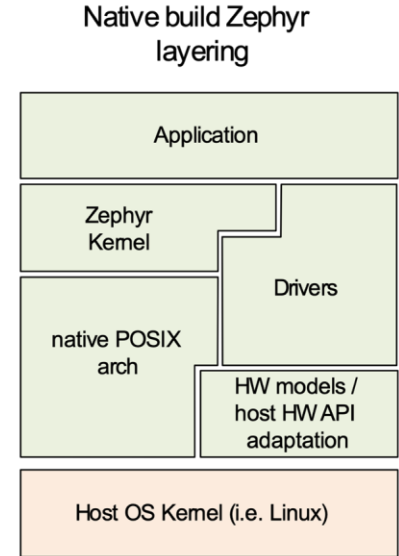 Native build Zephyr
layering
Application
Zephyr
Kernel
Drivers
native POSIX
arch
HW models /
host HW API
adaptation
Host OS Kernel (i.e. Linux)